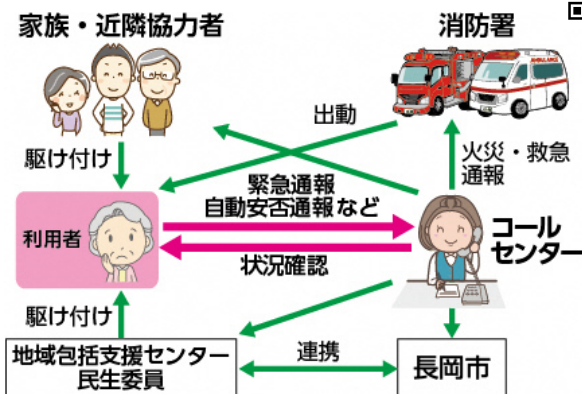 家族・近隣協力者
消防署
AMBULANCE
出動
駆け付け
火災・救急
通報
緊急通報
自動安否通報など
利用者
コール
センター
状況確認
駆け付け
地域包括支援センター
民生委員
連携
長岡市